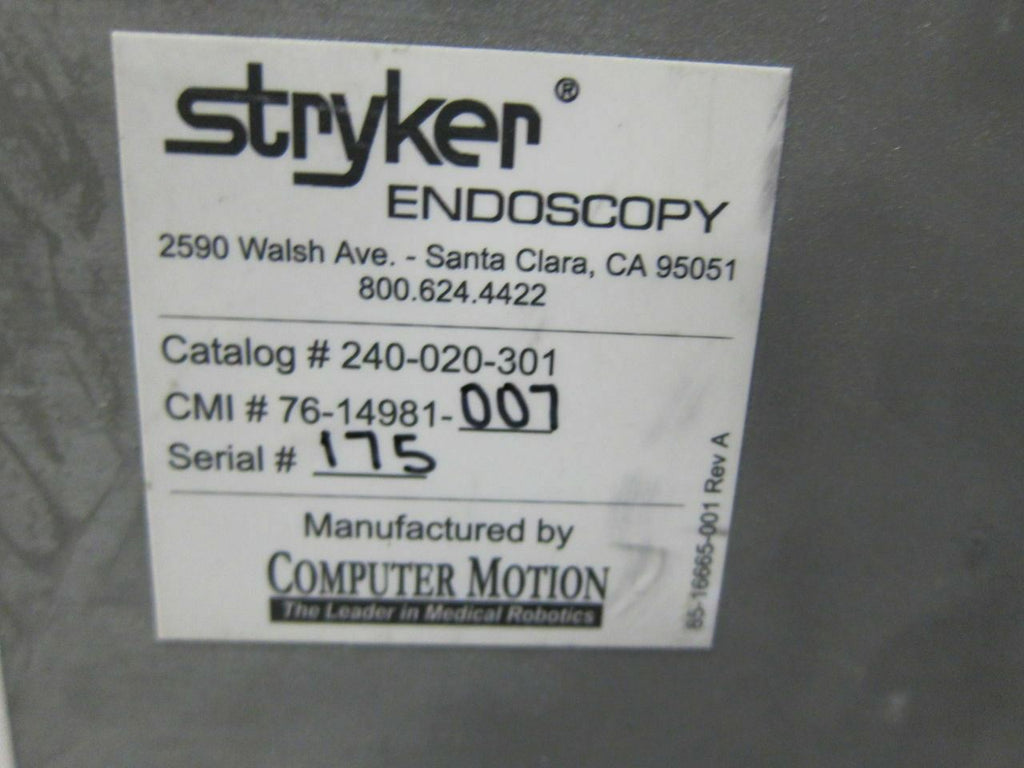 stryker®
ENDOSCOPY
2590 Walsh Ave. - Santa Clara, CA 95051
800.624.4422
Catalog # 240-020-301
CMI # 76-14981-007
Serial # 175
Manufactured by
COMPUTER MOTION
The Leader in Medical Robotics
65-16665-001 Rev A